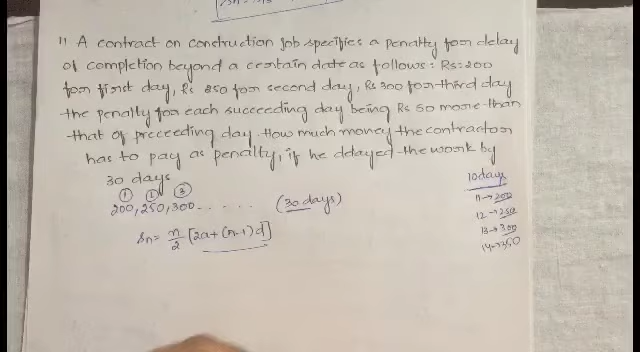 11 A contract on construction job specifies a penalty for delay
of completion beyond a certain date as follows: Rs:200
for first day, Rs 250 for second day, Rs 300 for third day
the penalty for each succeeding day being Rs 50 more than
that of preceeding day. How much money the contractor
has to pay as penalty, if he delayed the work by
30 days
① ① ③
200, 250, 300 . . . . . . (30 days)
Sn = n/2 [2a+(n-1)d]
10 days
11→200
12→250
13→300
14→350